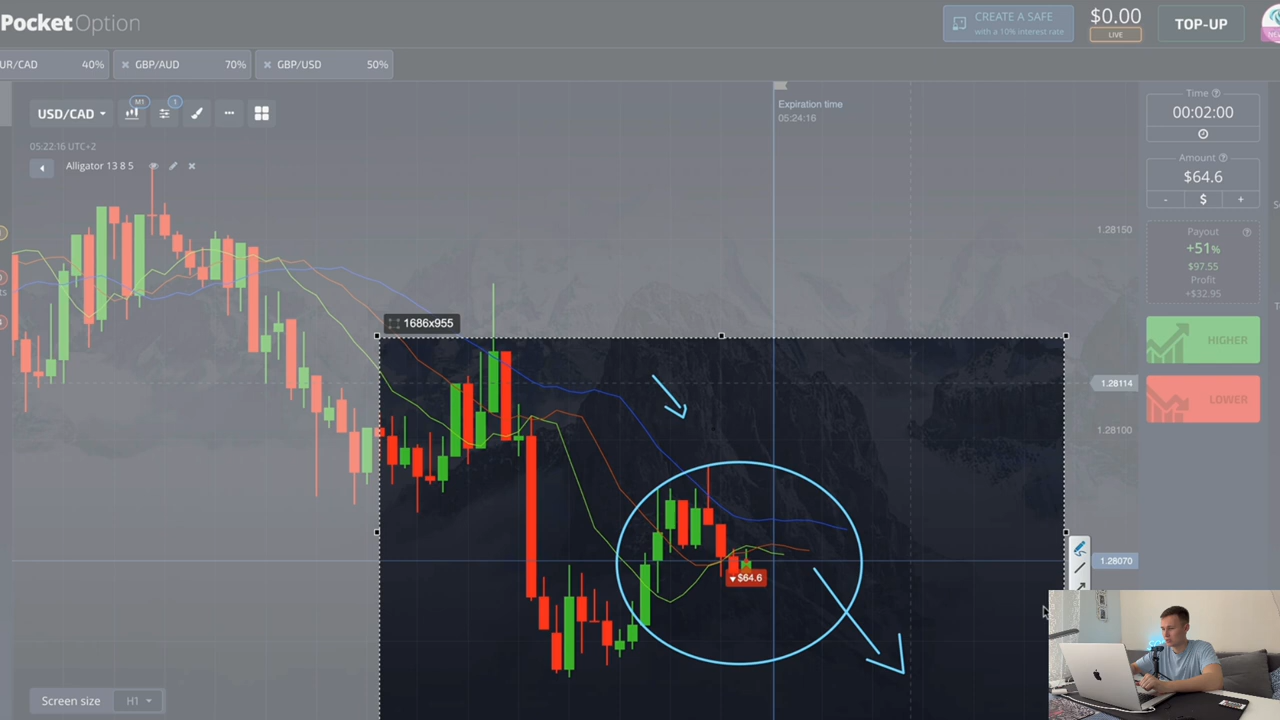 PocketOption
CREATE A SAFE
with a 10% interest rate
$0.00
LIVE
TOP-UP
UR/CAD 40%
GBP/AUD 70%
GBP/USD 50%
USD/CAD
M1
1
05:22:16 UTC+2
Alligator 13 8 5
Expiration time
05:24:16
Time
00:02:00
Amount
$64.6
- $ +
Payout
+51%
$97.55
Profit
+$32.95
HIGHER
LOWER
1.28150
1.28114
1.28100
1.28070
1686x955
$64.6
Screen size H1